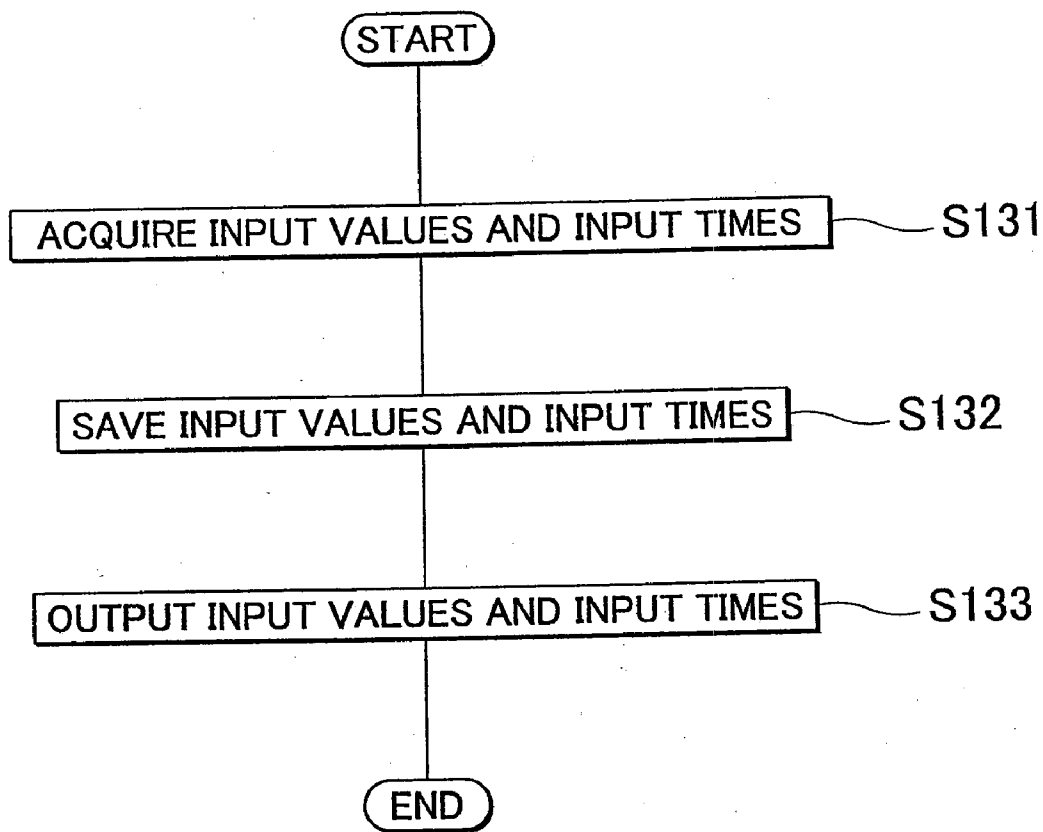 START
ACQUIRE INPUT VALUES AND INPUT TIMES
S131
SAVE INPUT VALUES AND INPUT TIMES
S132
OUTPUT INPUT VALUES AND INPUT TIMES
S133
END